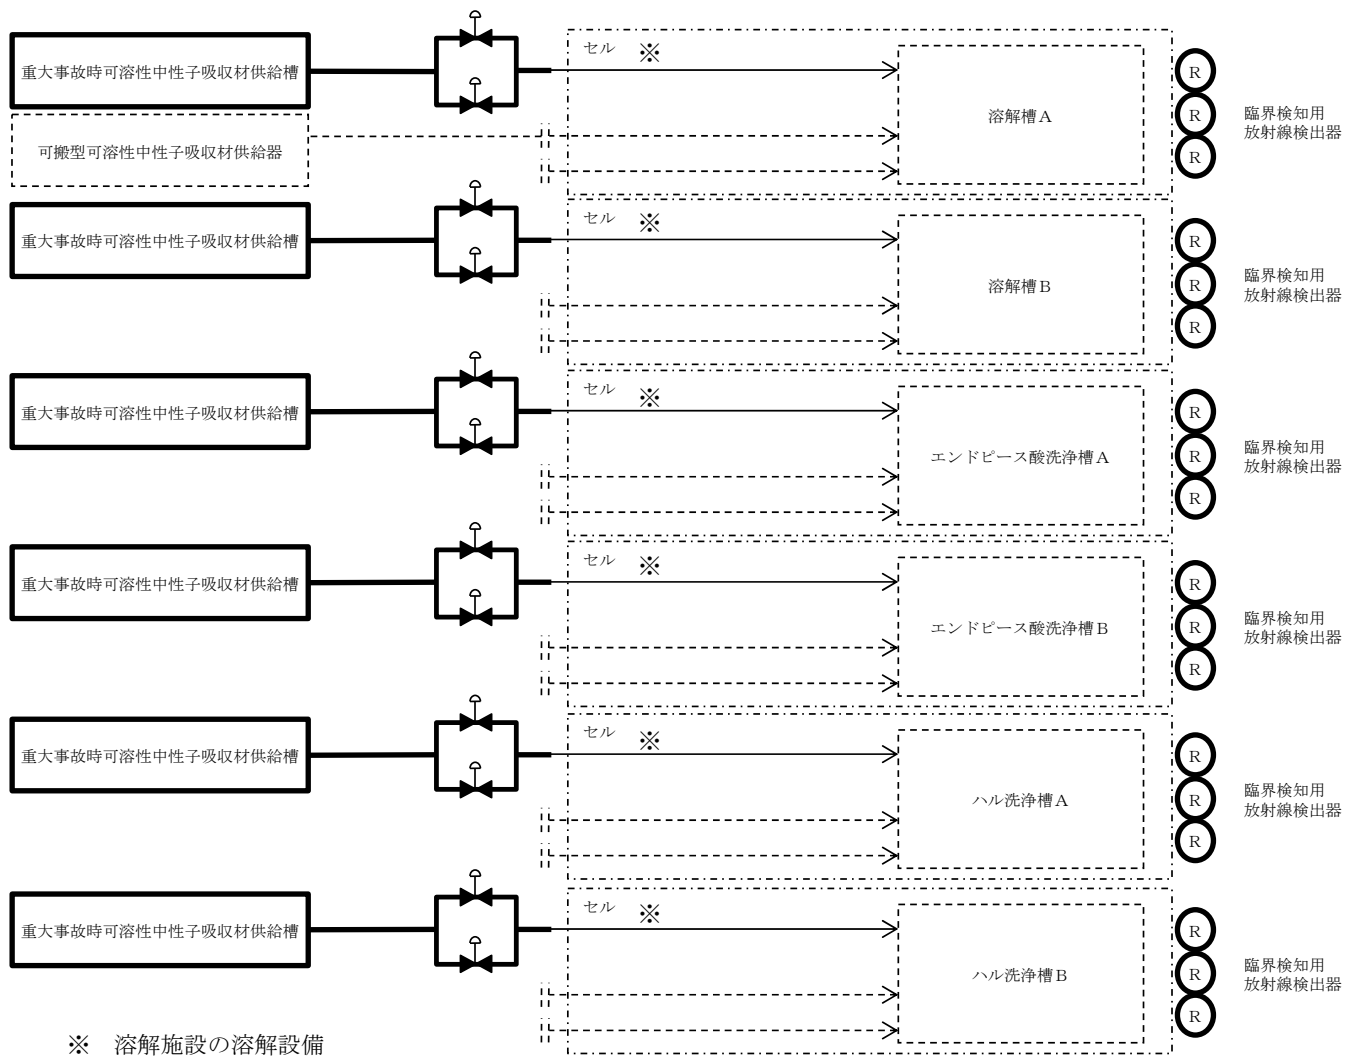 重大事故時可溶性中性子吸収材供給槽
セル ※
溶解槽A
R
R
R
臨界検知用
放射線検出器
可搬型可溶性中性子吸収材供給器
重大事故時可溶性中性子吸収材供給槽
セル ※
溶解槽B
R
R
R
臨界検知用
放射線検出器
重大事故時可溶性中性子吸収材供給槽
セル ※
エンドピース酸洗浄槽A
R
R
R
臨界検知用
放射線検出器
重大事故時可溶性中性子吸収材供給槽
セル ※
エンドピース酸洗浄槽B
R
R
R
臨界検知用
放射線検出器
重大事故時可溶性中性子吸収材供給槽
セル ※
ハル洗浄槽A
R
R
R
臨界検知用
放射線検出器
重大事故時可溶性中性子吸収材供給槽
セル ※
ハル洗浄槽B
R
R
R
臨界検知用
放射線検出器
※ 溶解施設の溶解設備